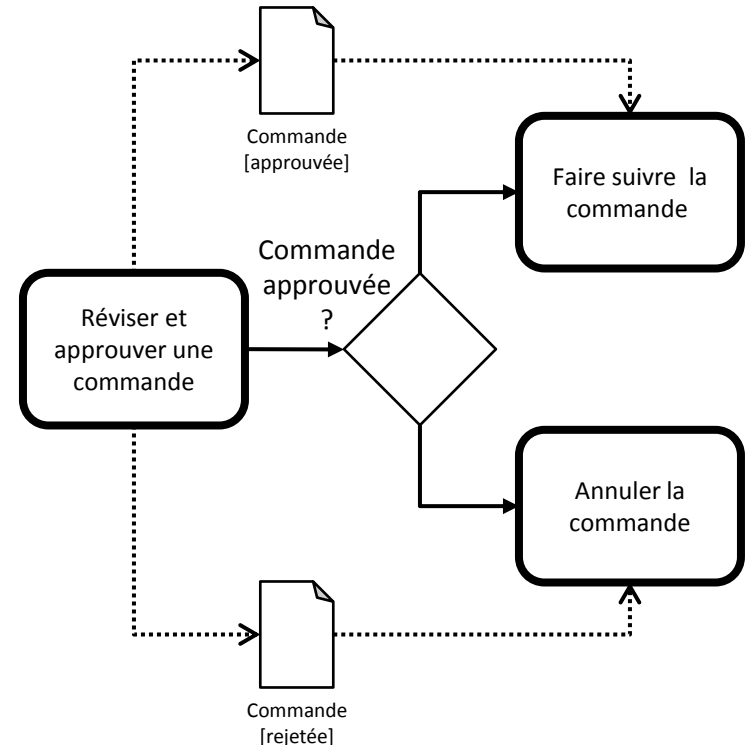 Commande
[approuvée]
Faire suivre  la
commande
Commande
approuvée
?
Réviser et
approuver une
commande
Annuler la
commande
Commande
[rejetée]